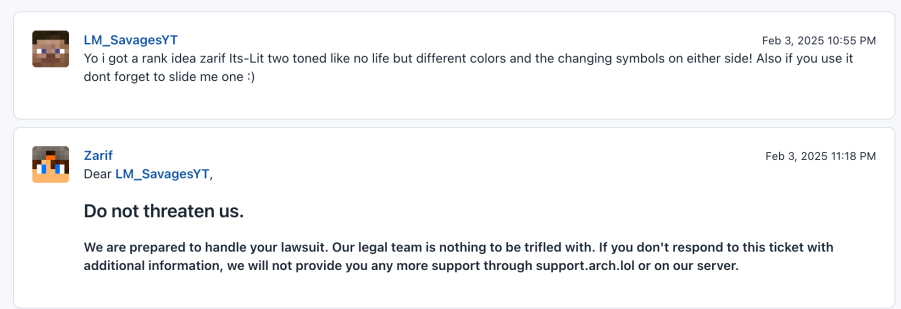 LM_SavagesYT
Feb 3, 2025 10:55 PM
Yo i got a rank idea zarif Its-Lit two toned like no life but different colors and the changing symbols on either side! Also if you use it
dont forget to slide me one :)
Zarif
Feb 3, 2025 11:18 PM
Dear LM_SavagesYT,
Do not threaten us.
We are prepared to handle your lawsuit. Our legal team is nothing to be trifled with. If you don't respond to this ticket with
additional information, we will not provide you any more support through support.arch.lol or on our server.